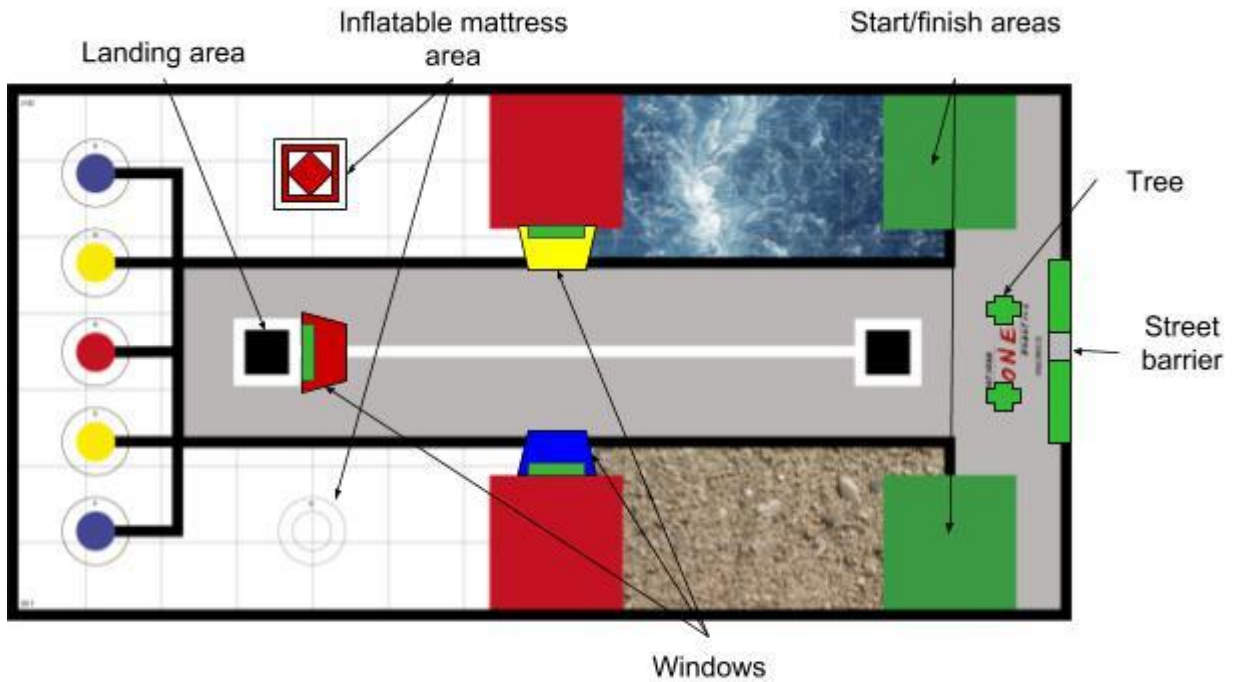 Inflatable mattress
area
Start/finish areas
Landing area
Tree
ONE
Street
barrier
Windows